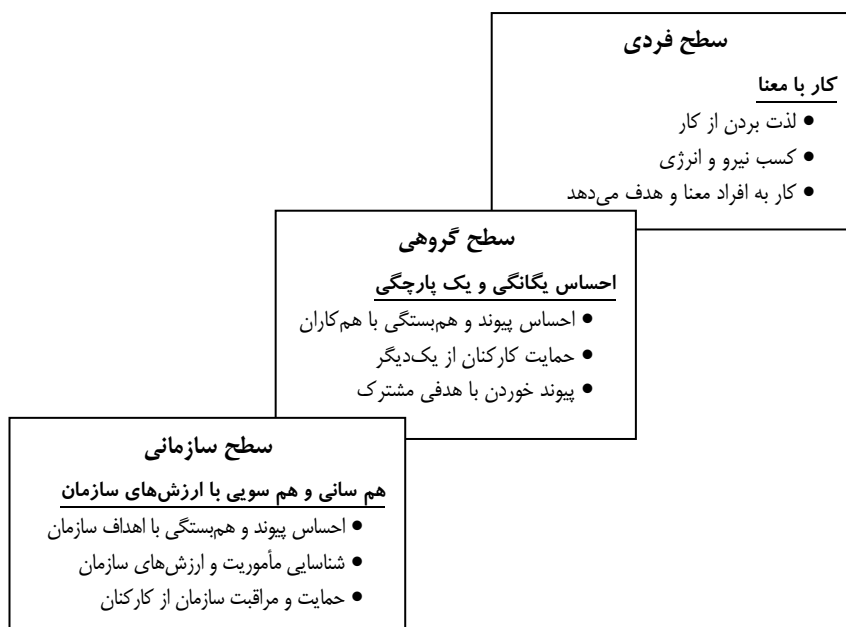 سطح فردی
کار با معنا
• لذت بردن از کار
• کسب نیرو و انرژی
• کار به افراد معنا و هدف می‌دهد
سطح گروهی
احساس یگانگی و یک پارچگی
• احساس پیوند و هم‌بستگی با هم‌کاران
• حمایت کارکنان از یک‌دیگر
• پیوند خوردن با هدفی مشترک
سطح سازمانی
هم سانی و هم سویی با ارزش‌های سازمان
• احساس پیوند و هم‌بستگی با اهداف سازمان
• شناسایی مأموریت و ارزش‌های سازمان
• حمایت و مراقبت سازمان از کارکنان